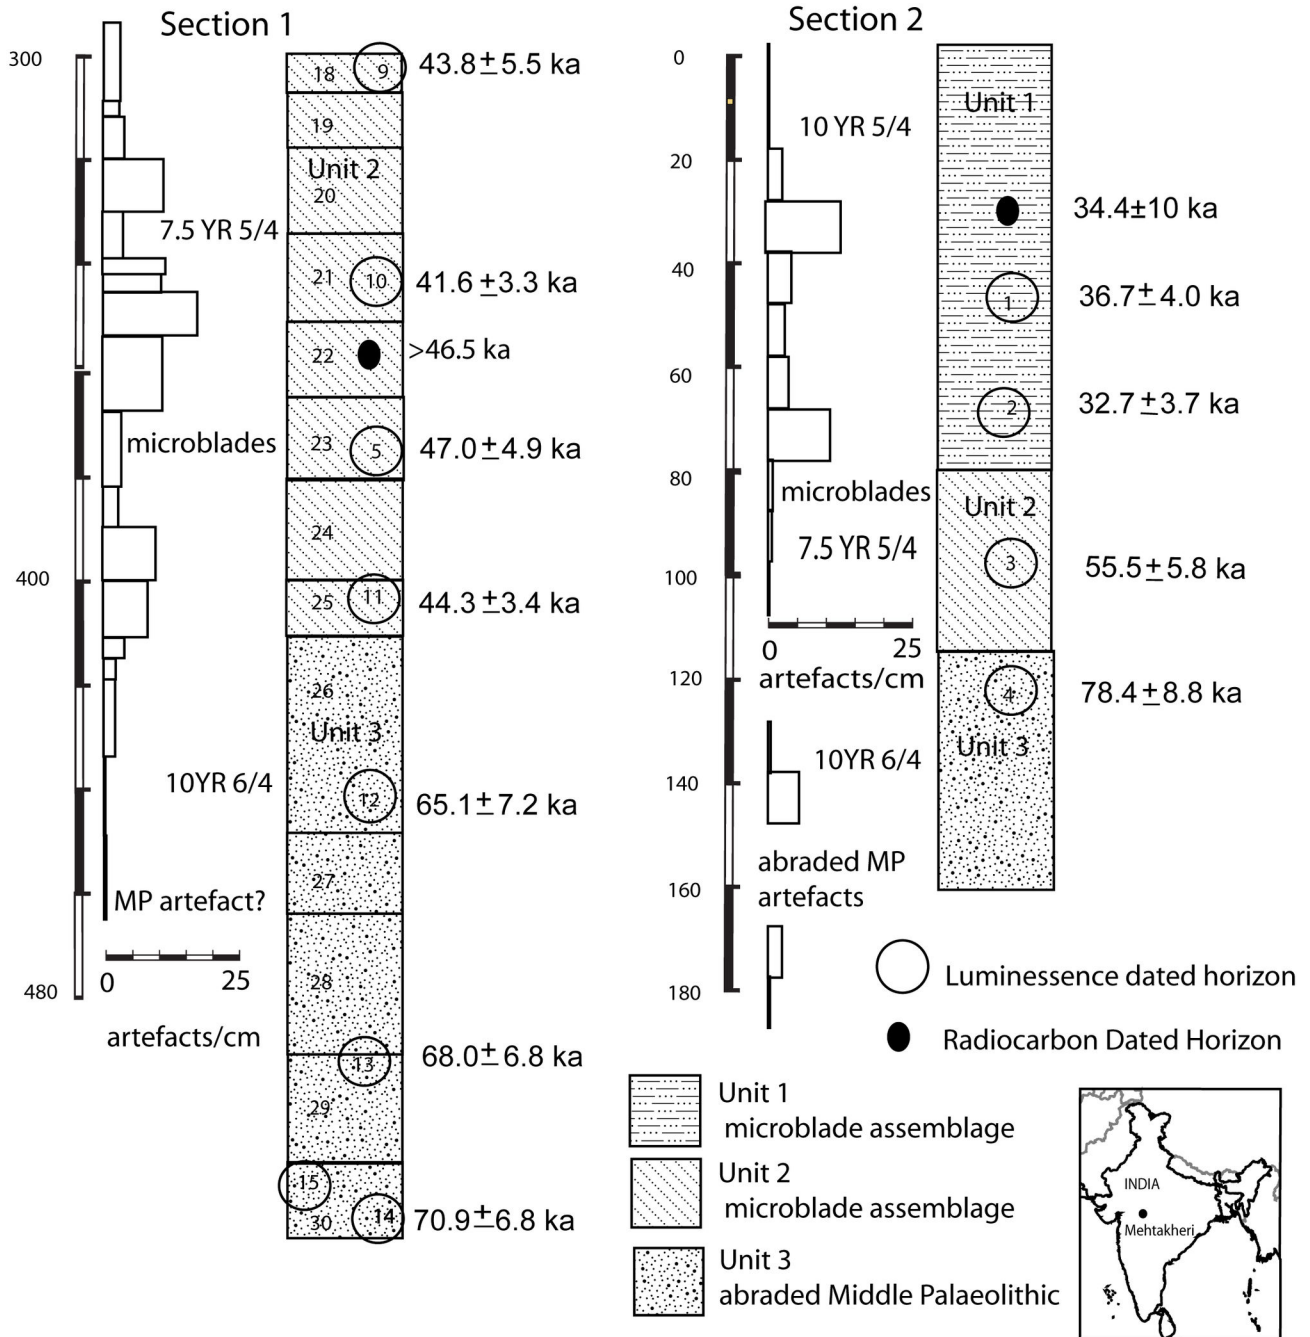 Section 1
300
400
480
18
9
43.8±5.5 ka
19
Unit 2
20
7.5 YR 5/4
21
10
41.6±3.3 ka
22
>46.5 ka
microblades
23
5
47.0±4.9 ka
24
25
11
44.3±3.4 ka
26
Unit 3
10YR 6/4
12
65.1±7.2 ka
27
MP artefact?
0
25
artefacts/cm
28
13
68.0±6.8 ka
29
15
30
14
70.9±6.8 ka
Section 2
0
20
40
60
80
100
120
140
160
180
10 YR 5/4
Unit 1
34.4±10 ka
1
36.7±4.0 ka
2
32.7±3.7 ka
microblades
Unit 2
7.5 YR 5/4
3
55.5±5.8 ka
0
25
artefacts/cm
4
78.4±8.8 ka
10YR 6/4
Unit 3
abraded MP
artefacts
Luminessence dated horizon
Radiocarbon Dated Horizon
Unit 1
microblade assemblage
Unit 2
microblade assemblage
Unit 3
abraded Middle Palaeolithic
INDIA
Mehtakheri